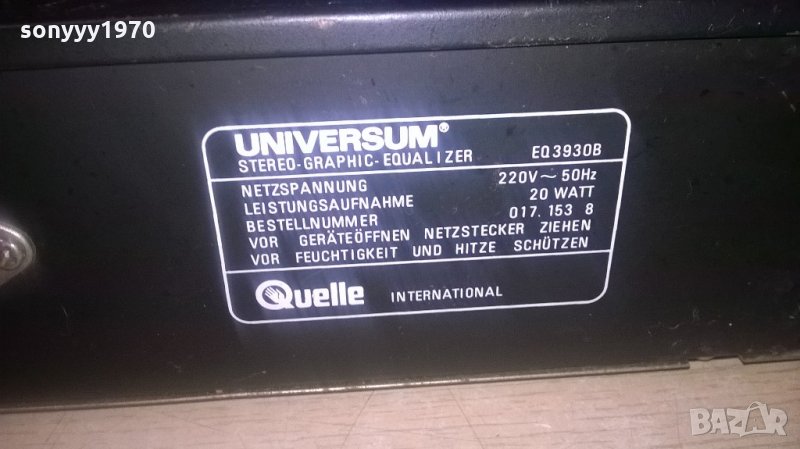 sonyyy1970
UNIVERSUM®
STEREO-GRAPHIC-EQUALIZER EQ3930B
NETZSPANNUNG 220V~50Hz
LEISTUNGSAUFNAHME 20 WATT
BESTELLNUMMER 017. 153 8
VOR GERÄTEÖFFNEN NETZSTECKER ZIEHEN
VOR FEUCHTIGKEIT UND HITZE SCHÜTZEN
Quelle INTERNATIONAL
BAZAR